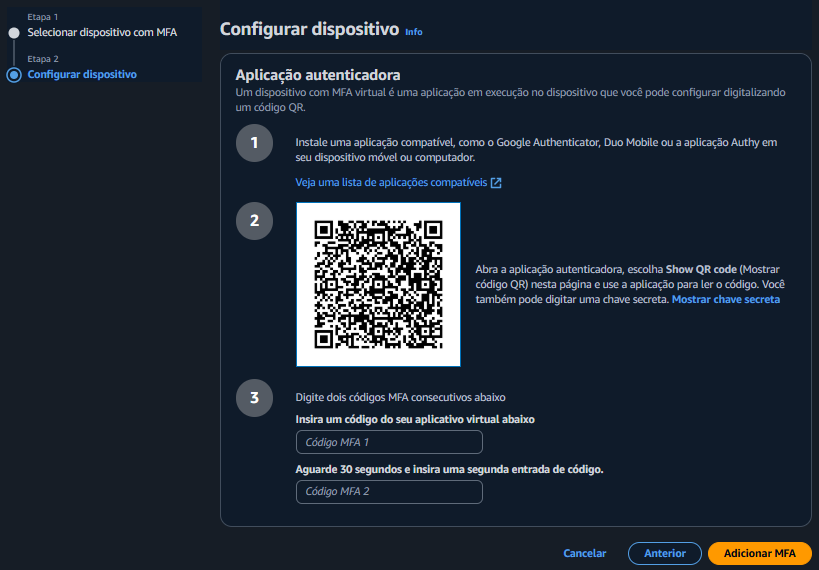 Etapa 1
Selecionar dispositivo com MFA
Etapa 2
Configurar dispositivo
Configurar dispositivo Info
Aplicação autenticadora
Um dispositivo com MFA virtual é uma aplicação em execução no dispositivo que você pode configurar digitalizando
um código QR.
1
Instale uma aplicação compatível, como o Google Authenticator, Duo Mobile ou a aplicação Authy em
seu dispositivo móvel ou computador.
Veja uma lista de aplicações compatíveis
2
Abra a aplicação autenticadora, escolha Show QR code (Mostrar
código QR) nesta página e use a aplicação para ler o código. Você
também pode digitar uma chave secreta. Mostrar chave secreta
3
Digite dois códigos MFA consecutivos abaixo
Insira um código do seu aplicativo virtual abaixo
Código MFA 1
Aguarde 30 segundos e insira uma segunda entrada de código.
Código MFA 2
Cancelar
Anterior
Adicionar MFA